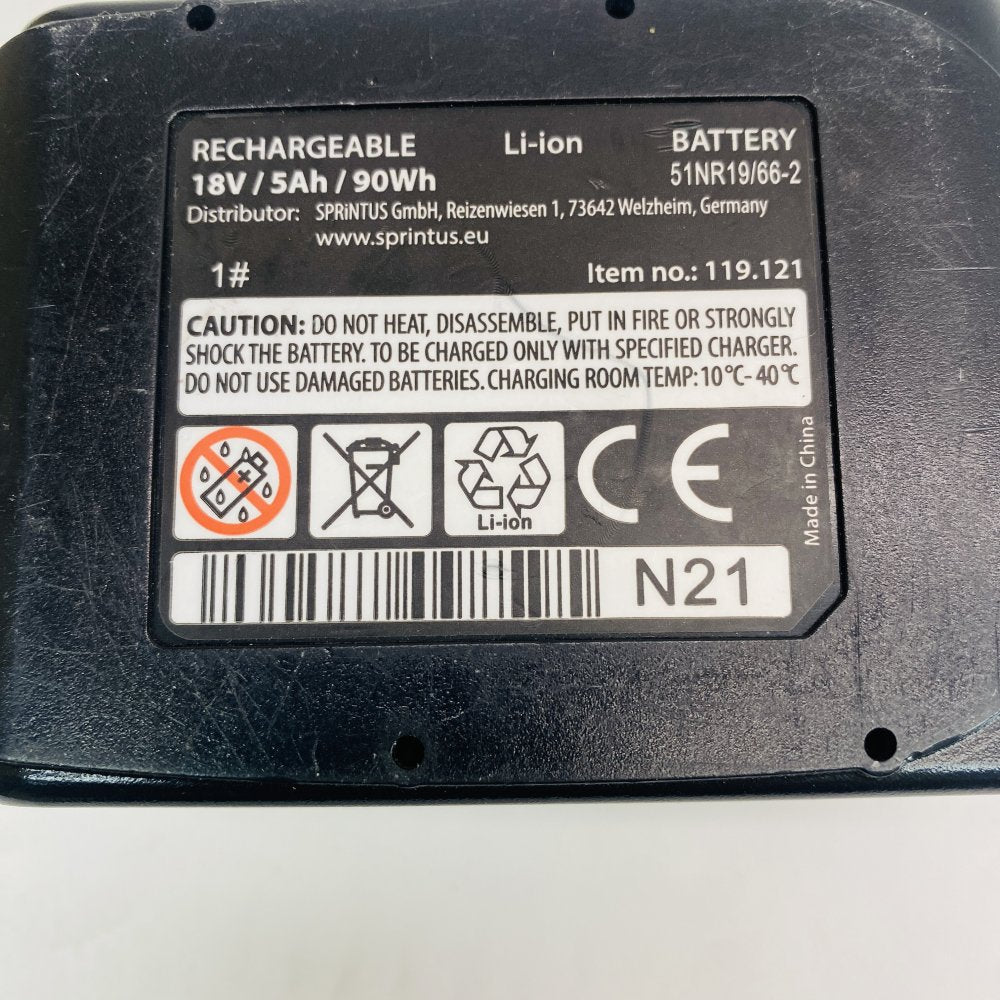 RECHARGEABLE Li-ion BATTERY
18V / 5Ah / 90Wh 51NR19/66-2
Distributor: SPRiNTUS GmbH, Reizenwiesen 1, 73642 Welzheim, Germany
www.sprintus.eu
1# Item no.: 119.121
CAUTION: DO NOT HEAT, DISASSEMBLE, PUT IN FIRE OR STRONGLY
SHOCK THE BATTERY. TO BE CHARGED ONLY WITH SPECIFIED CHARGER.
DO NOT USE DAMAGED BATTERIES. CHARGING ROOM TEMP: 10°C- 40°C
Li-ion
CE
Made in China
N21